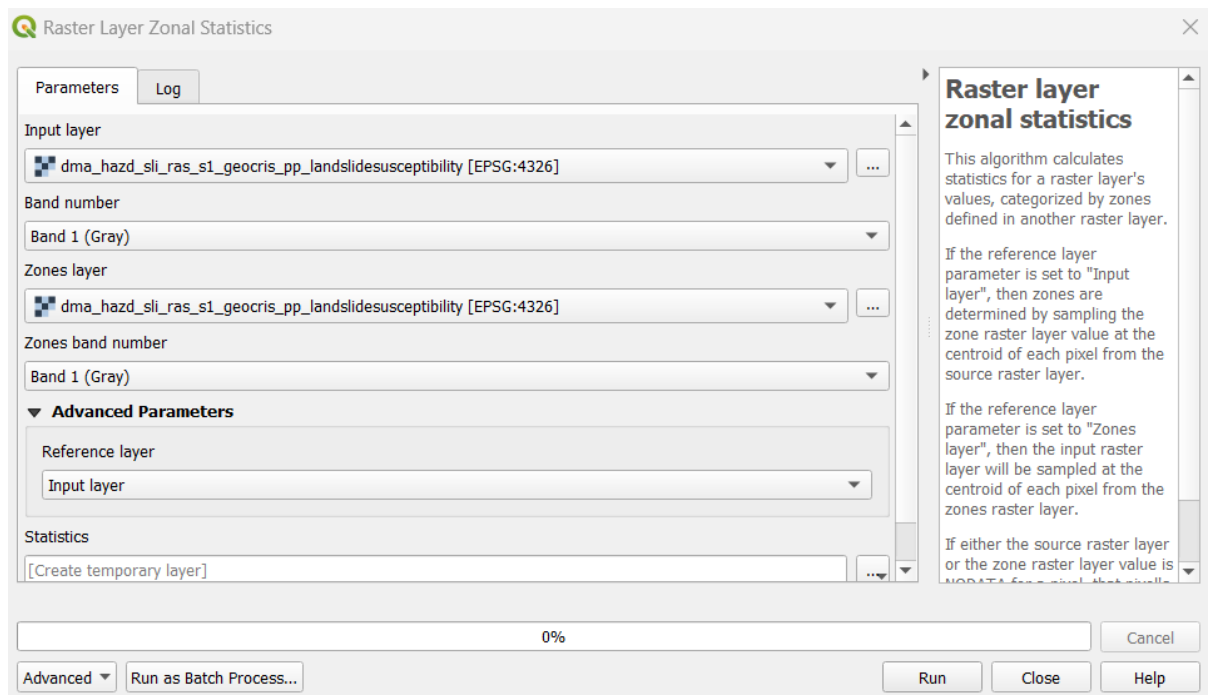 Raster Layer Zonal Statistics
Parameters
Log
Input layer
dma_hazd_sli_ras_s1_geocris_pp_landslidesusceptibility [EPSG:4326]
...
Band number
Band 1 (Gray)
Zones layer
dma_hazd_sli_ras_s1_geocris_pp_landslidesusceptibility [EPSG:4326]
...
Zones band number
Band 1 (Gray)
Advanced Parameters
Reference layer
Input layer
Statistics
[Create temporary layer]
...
Raster layer
zonal statistics
This algorithm calculates
statistics for a raster layer's
values, categorized by zones
defined in another raster layer.
If the reference layer
parameter is set to "Input
layer", then zones are
determined by sampling the
zone raster layer value at the
centroid of each pixel from the
source raster layer.
If the reference layer
parameter is set to "Zones
layer", then the input raster
layer will be sampled at the
centroid of each pixel from the
zones raster layer.
If either the source raster layer
or the zone raster layer value is
0%
Cancel
Advanced
Run as Batch Process...
Run
Close
Help